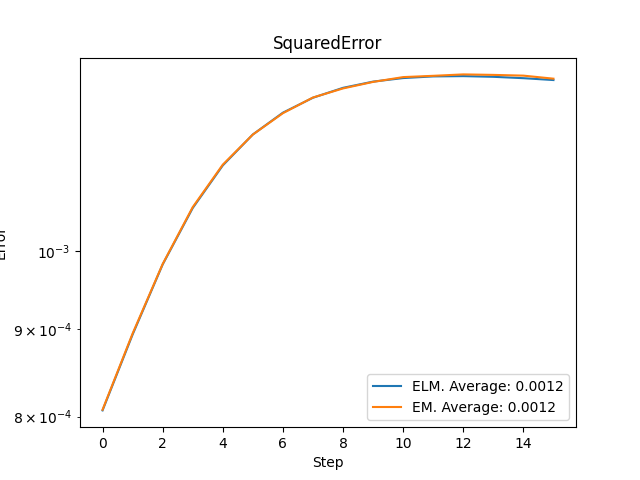 SquaredError
Error
10⁻³
9 × 10⁻⁴
8 × 10⁻⁴
ELM. Average: 0.0012
EM. Average: 0.0012
0 2 4 6 8 10 12 14
Step